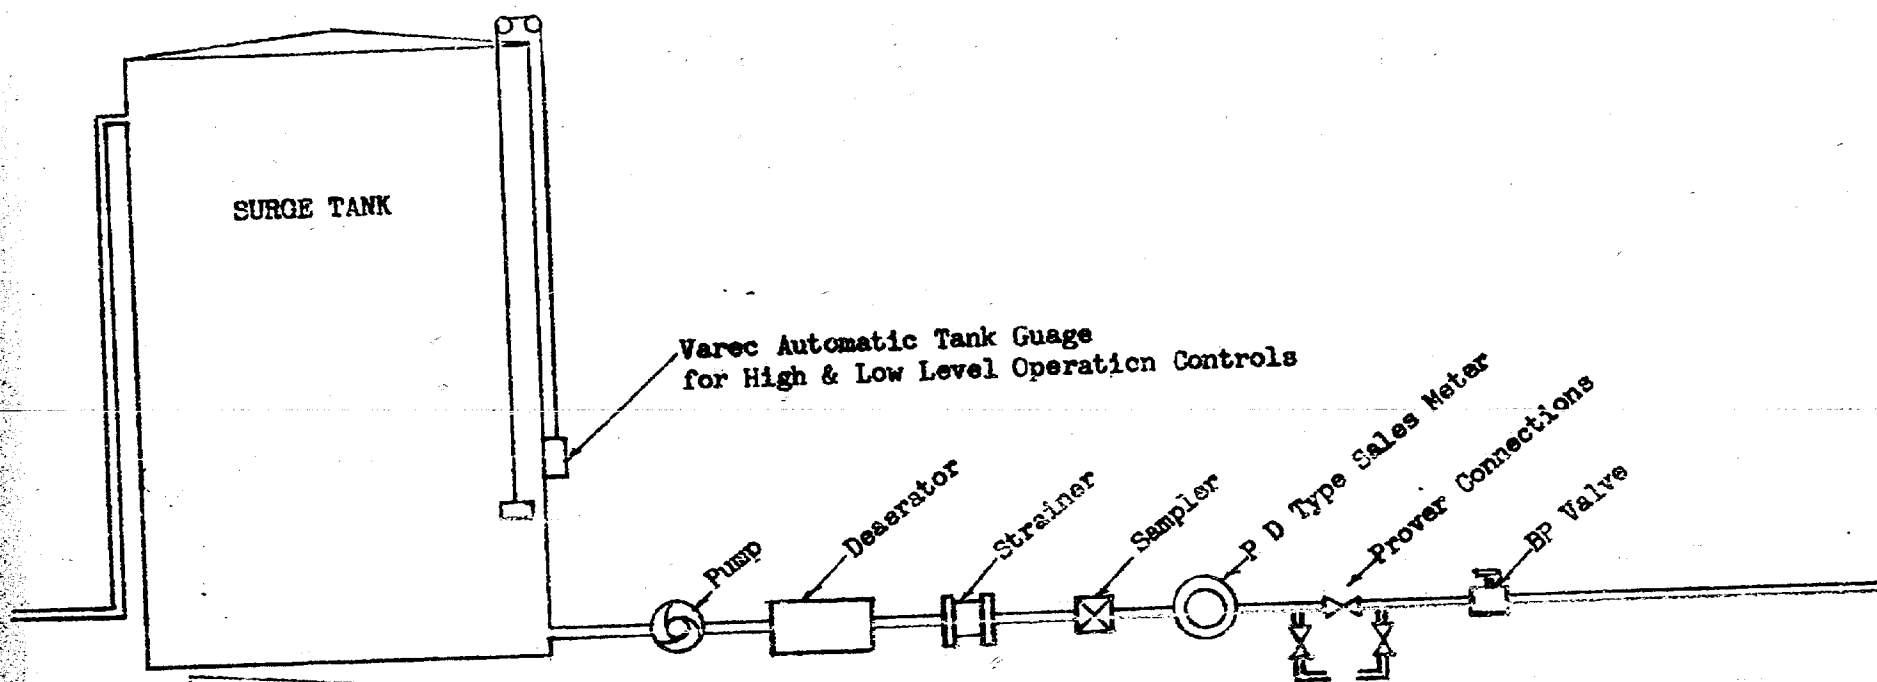 SURGE TANK
Varec Automatic Tank Guage
for High & Low Level Operation Controls
Pump
Deaerator
Strainer
Sampler
P D Type Sales Meter
Prover Connections
BP Valve